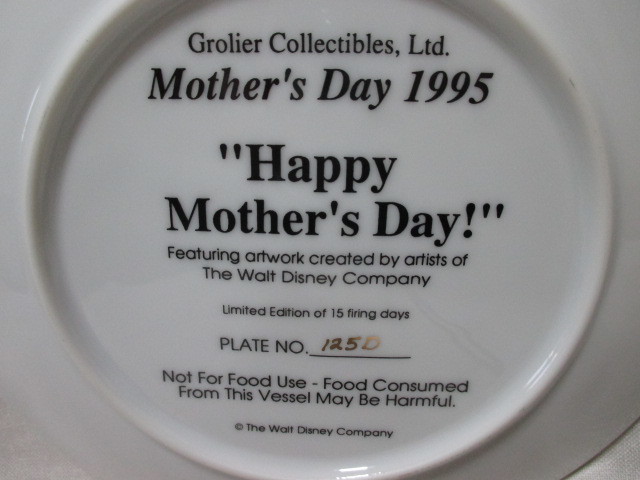 Grolier Collectibles, Ltd.
Mother's Day 1995
"Happy
Mother's Day!"
Featuring artwork created by artists of
The Walt Disney Company
Limited Edition of 15 firing days
PLATE NO. 125D
Not For Food Use - Food Consumed
From This Vessel May Be Harmful.
© The Walt Disney Company